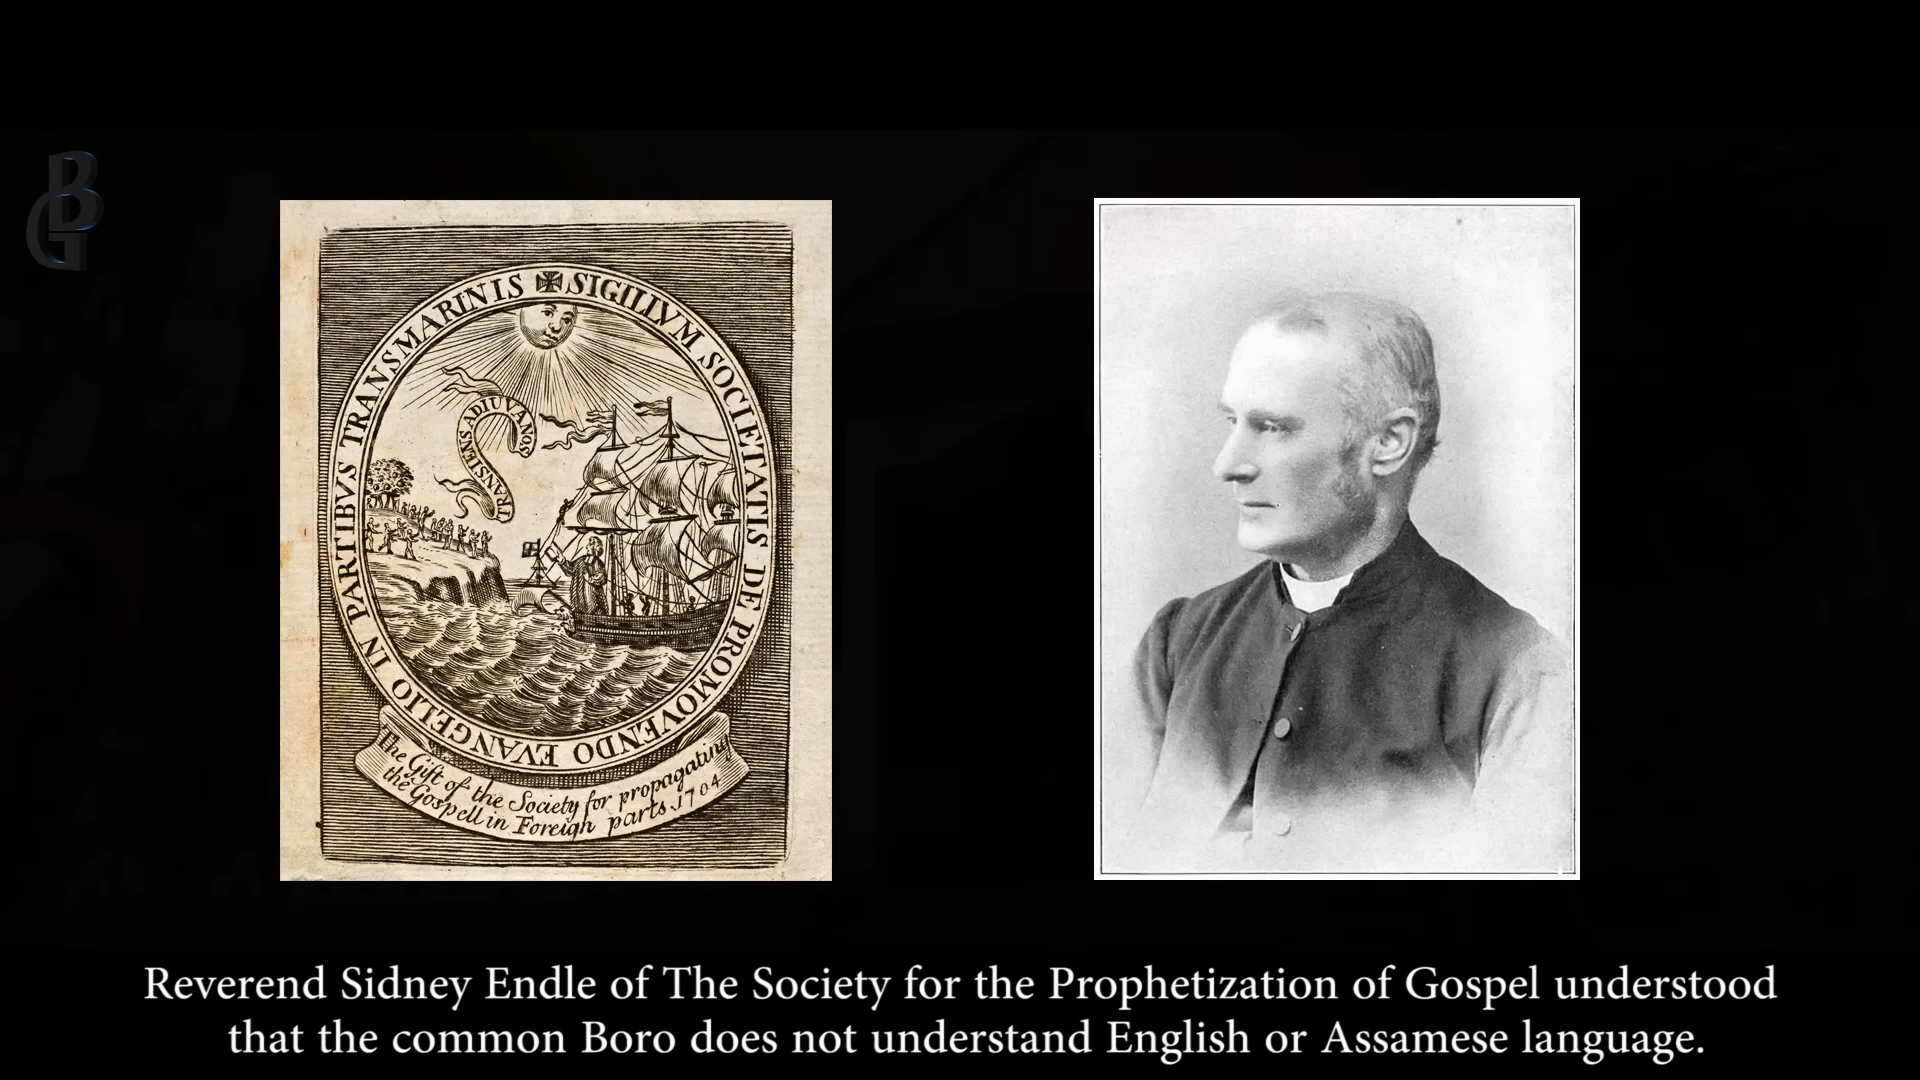 BG
✠ SIGILLVM SOCIETATIS DE PROMOVENDO EVANGELIO IN PARTIBVS TRANSMARINIS
TRANSIENS ADIUVA NOS
The Gift of the Society for propagating
the Gospell in Foreign parts 1704
Reverend Sidney Endle of The Society for the Prophetization of Gospel understood
that the common Boro does not understand English or Assamese language.